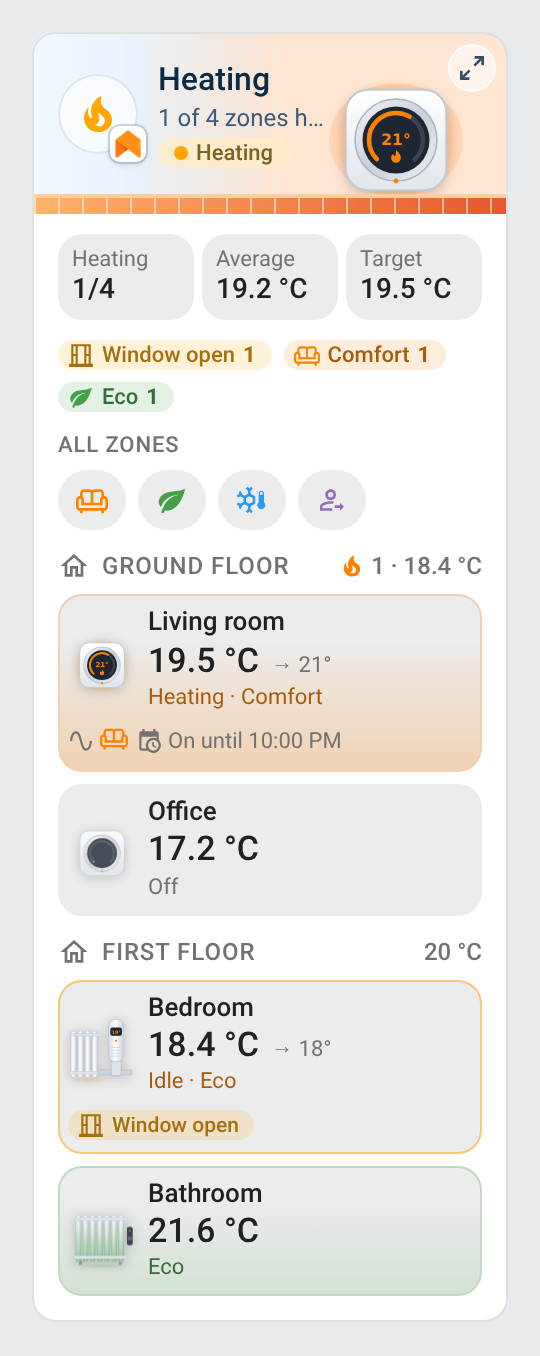 Heating
1 of 4 zones h...
Heating
21°
Heating
1/4
Average
19.2 °C
Target
19.5 °C
Window open 1
Comfort 1
Eco 1
ALL ZONES
GROUND FLOOR
1 · 18.4 °C
Living room
21°
19.5 °C → 21°
Heating · Comfort
On until 10:00 PM
Office
17.2 °C
Off
FIRST FLOOR
20 °C
Bedroom
18°
18.4 °C → 18°
Idle · Eco
Window open
Bathroom
21.6 °C
Eco